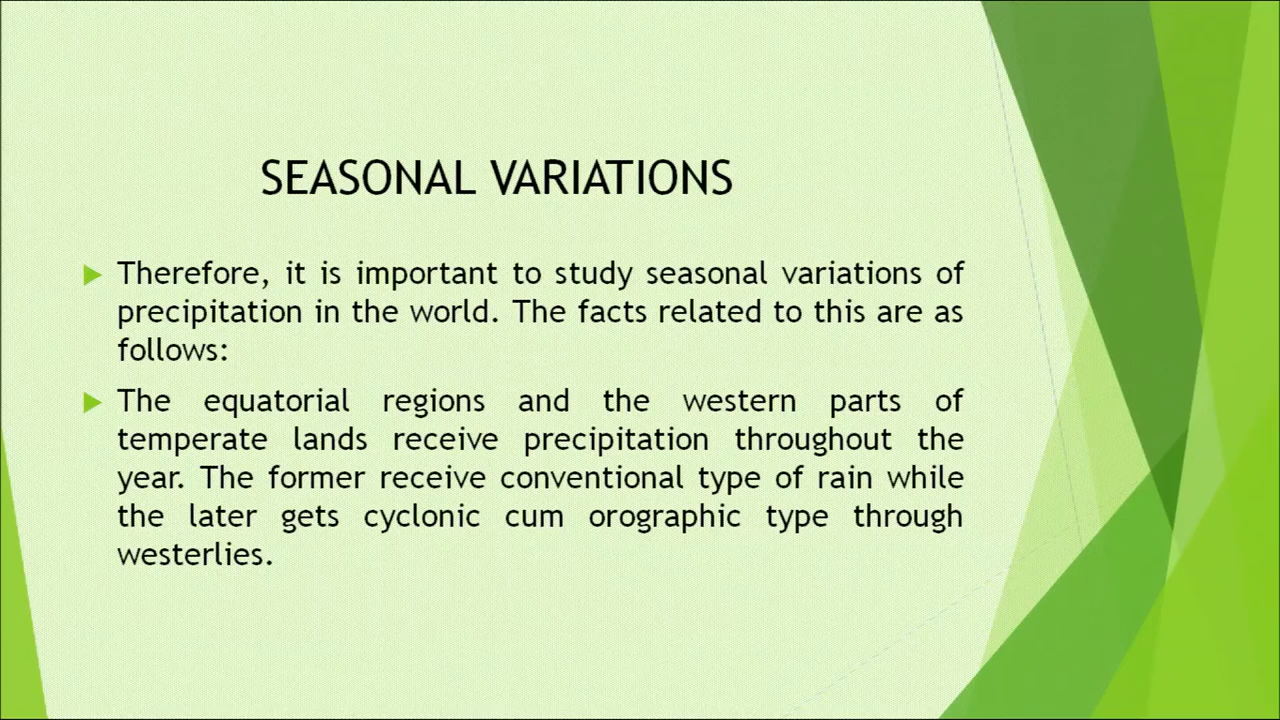 SEASONAL VARIATIONS
Therefore, it is important to study seasonal variations of
precipitation in the world. The facts related to this are as
follows:
The equatorial regions and the western parts of
temperate lands receive precipitation throughout the
year. The former receive conventional type of rain while
the later gets cyclonic cum orographic type through
westerlies.